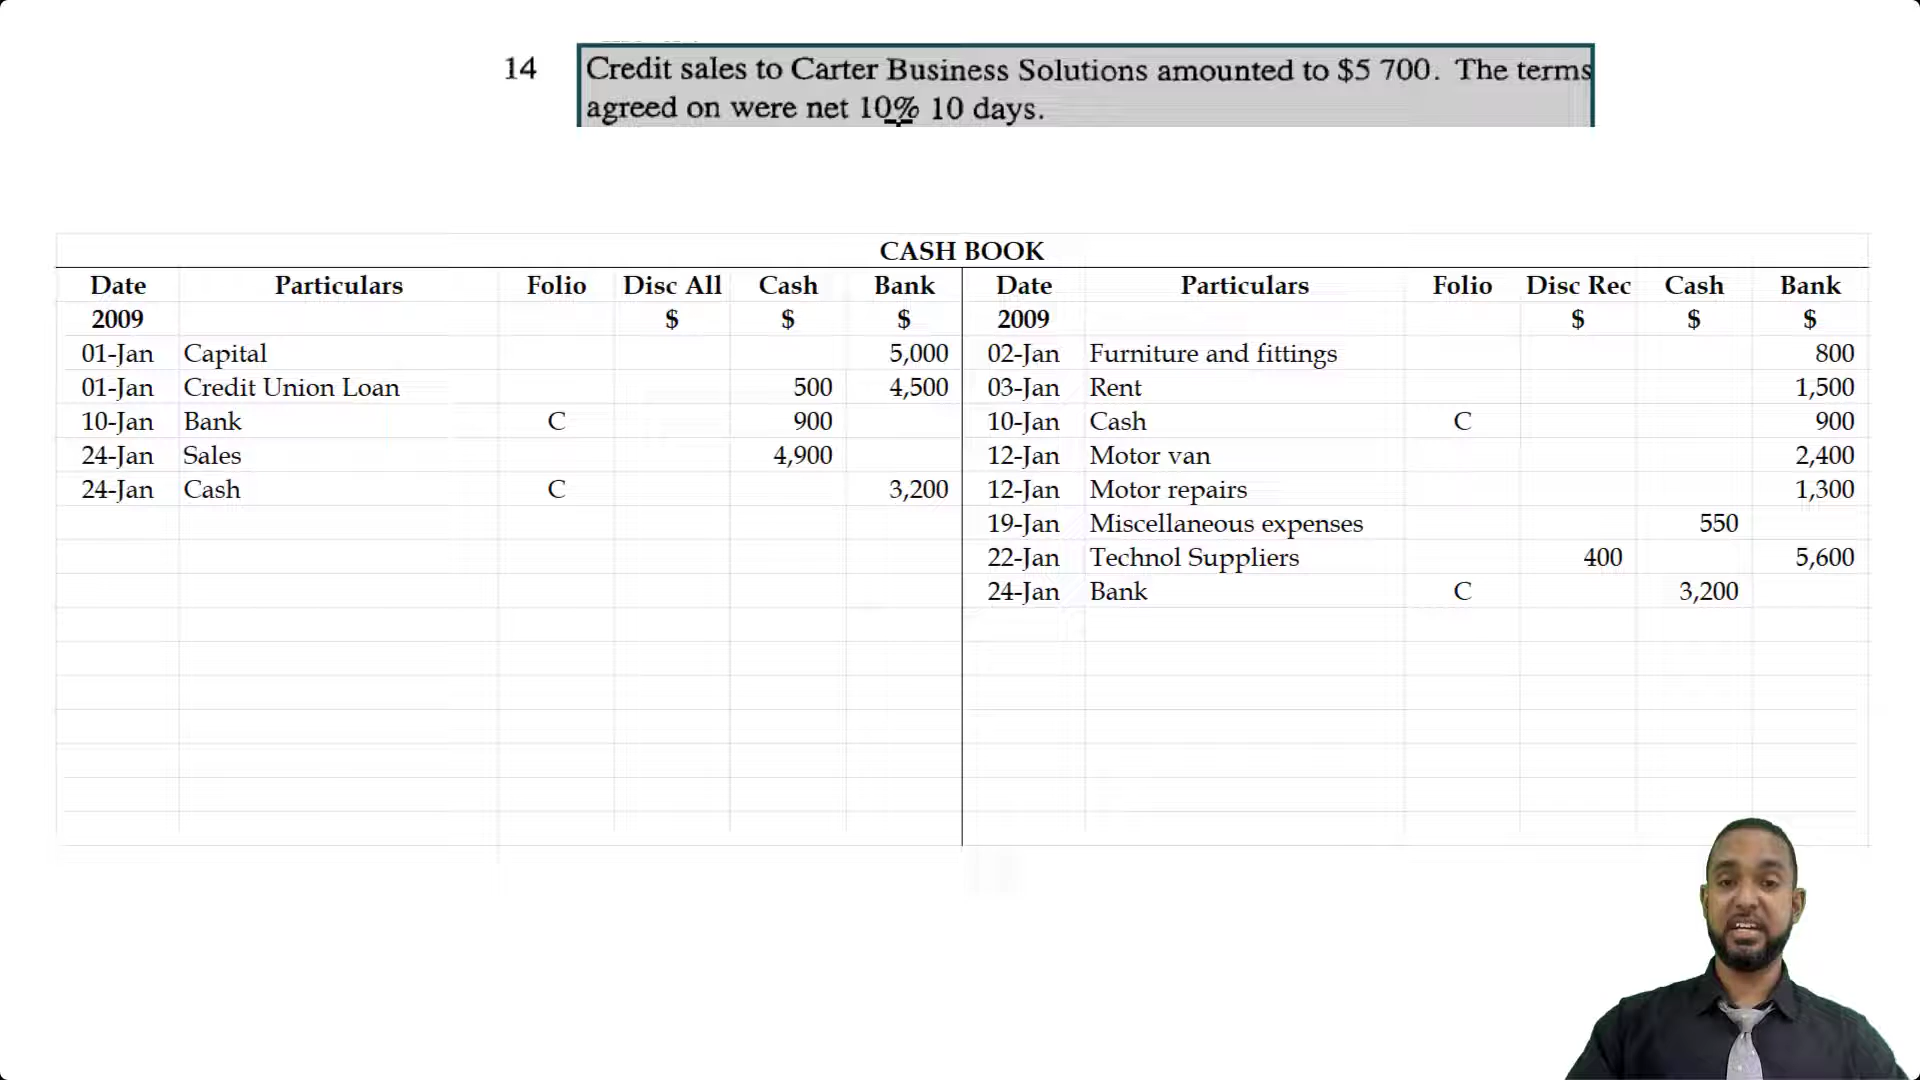 14 Credit sales to Carter Business Solutions amounted to $5 700. The terms
agreed on were net 10% 10 days.
CASH BOOK
Date Particulars Folio Disc All Cash Bank Date Particulars Folio Disc Rec Cash Bank
2009 $ $ $ 2009 $ $ $
01-Jan Capital 5,000 02-Jan Furniture and fittings 800
01-Jan Credit Union Loan 500 4,500 03-Jan Rent 1,500
10-Jan Bank C 900 10-Jan Cash C 900
24-Jan Sales 4,900 12-Jan Motor van 2,400
24-Jan Cash C 3,200 12-Jan Motor repairs 1,300
19-Jan Miscellaneous expenses 550
22-Jan Technol Suppliers 400 5,600
24-Jan Bank C 3,200